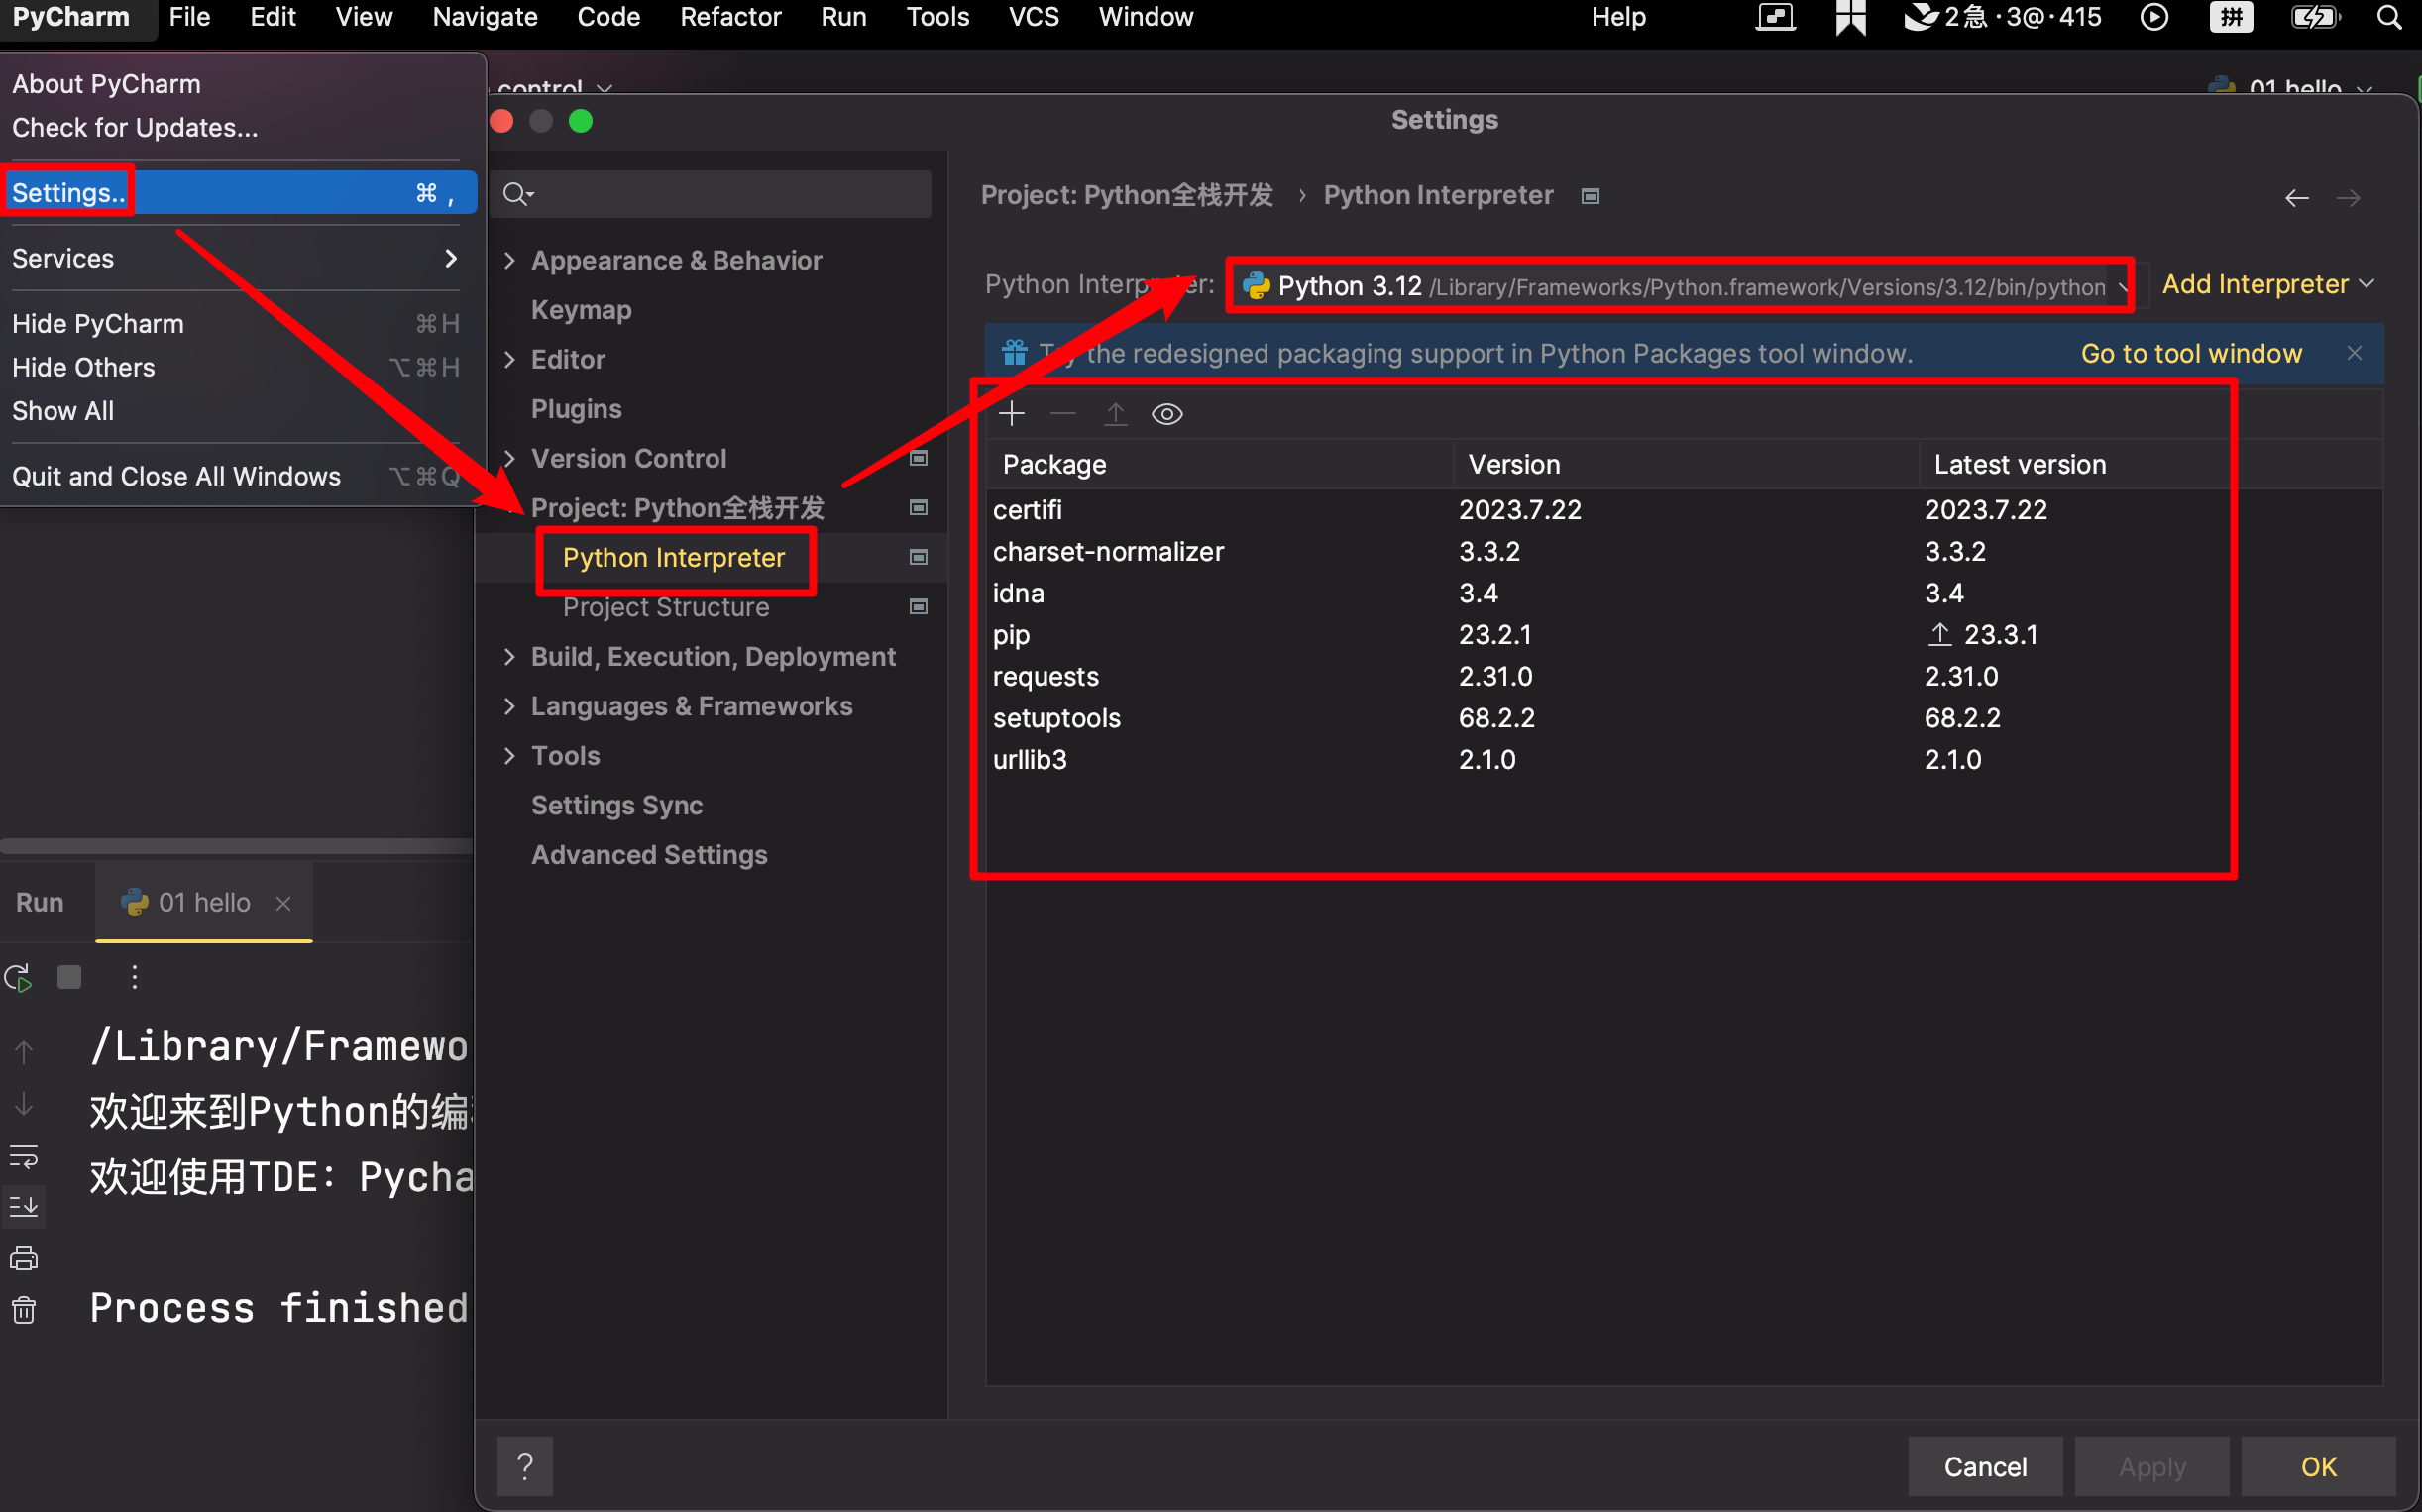 PyCharm File Edit View Navigate Code Refactor Run Tools VCS Window Help 2急 · 3@ · 415 拼
About PyCharm
Check for Updates...
Settings.. ⌘ ,
Services
Hide PyCharm ⌘H
Hide Others ⌥⌘H
Show All
Quit and Close All Windows ⌥⌘Q
control
01 hello
Settings
Appearance & Behavior
Keymap
Editor
Plugins
Version Control
Project: Python全栈开发
Python Interpreter
Project Structure
Build, Execution, Deployment
Languages & Frameworks
Tools
Settings Sync
Advanced Settings
Project: Python全栈开发 › Python Interpreter
Python Interpreter: Python 3.12 /Library/Frameworks/Python.framework/Versions/3.12/bin/python Add Interpreter
Try the redesigned packaging support in Python Packages tool window. Go to tool window
Package Version Latest version
certifi 2023.7.22 2023.7.22
charset-normalizer 3.3.2 3.3.2
idna 3.4 3.4
pip 23.2.1 23.3.1
requests 2.31.0 2.31.0
setuptools 68.2.2 68.2.2
urllib3 2.1.0 2.1.0
Run 01 hello
/Library/Framewo
欢迎来到Python的编
欢迎使用TDE：Pycha
Process finished
? Cancel Apply OK